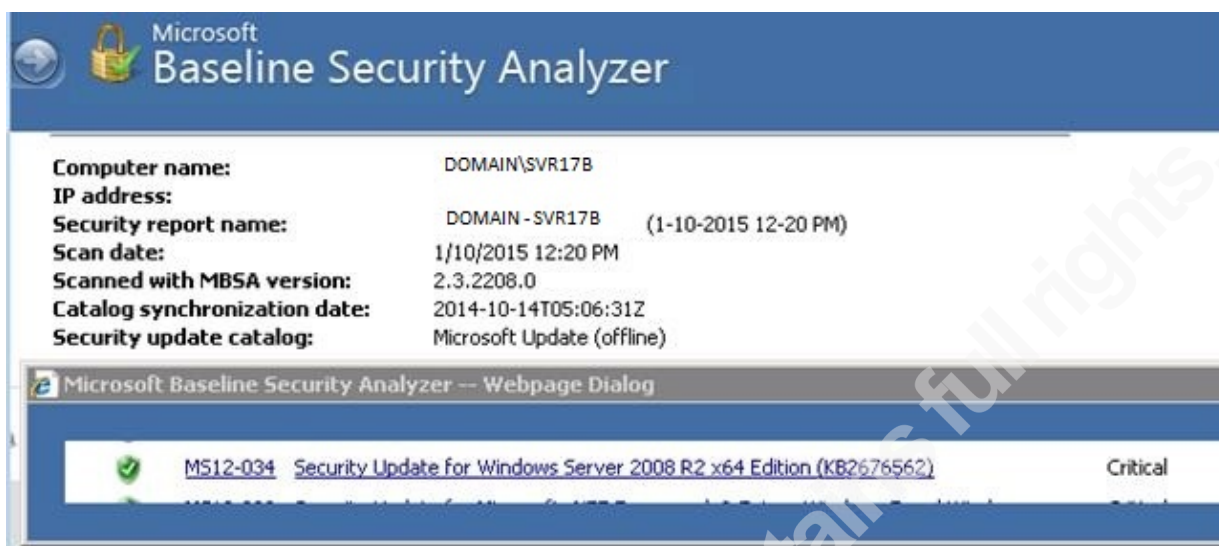 Microsoft
Baseline Security Analyzer
Computer name: DOMAIN\SVR17B
IP address:
Security report name: DOMAIN - SVR17B (1-10-2015 12-20 PM)
Scan date: 1/10/2015 12:20 PM
Scanned with MBSA version: 2.3.2208.0
Catalog synchronization date: 2014-10-14T05:06:31Z
Security update catalog: Microsoft Update (offline)
Microsoft Baseline Security Analyzer -- Webpage Dialog
MS12-034 Security Update for Windows Server 2008 R2 x64 Edition (KB2676562) Critical
tains full rights.